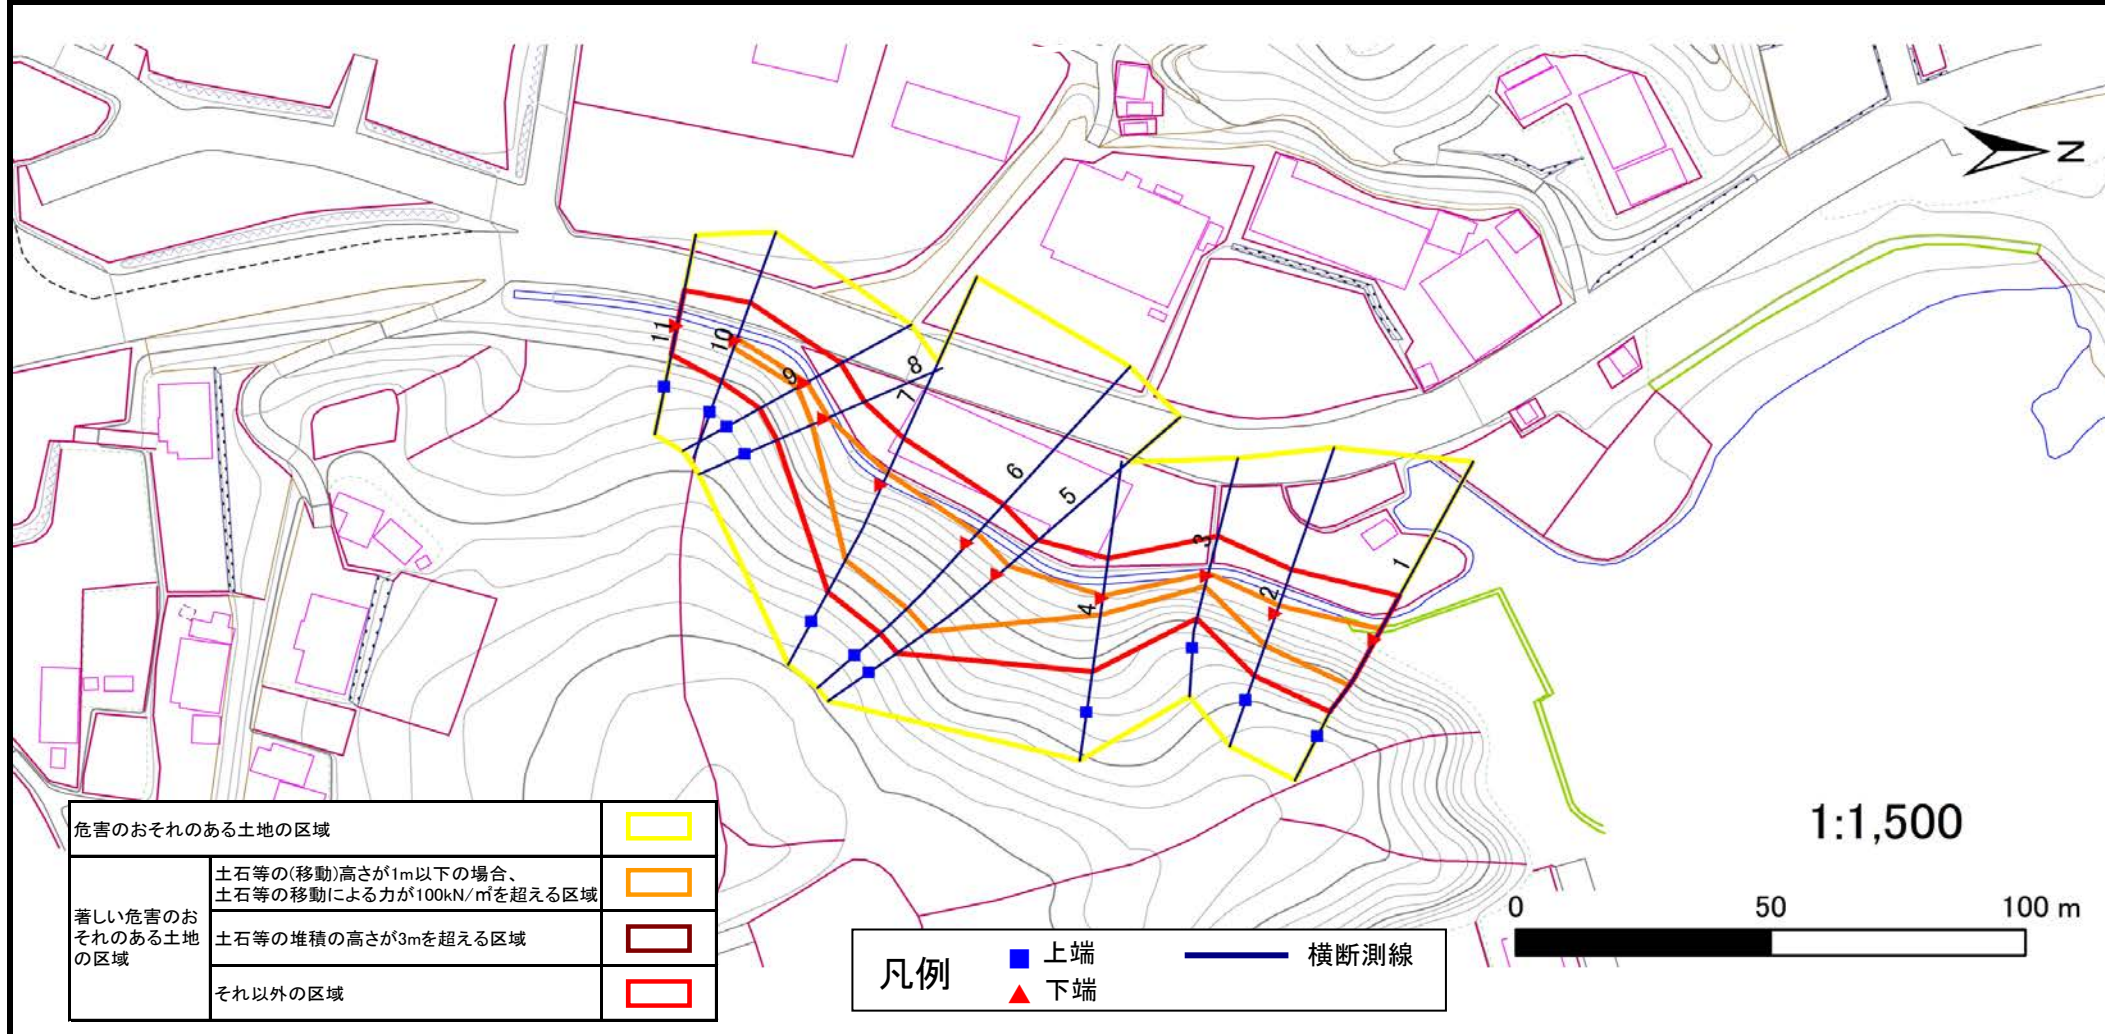 N
11
10
9
8
7
6
5
4
3
2
1
1:1,500
0 50 100 m
危害のおそれのある土地の区域
著しい危害のお
それのある土地
の区域
土石等の(移動)高さが1m以下の場合、
土石等の移動による力が100kN/㎡を超える区域
土石等の堆積の高さが3mを超える区域
それ以外の区域
凡例
上端
下端
横断測線